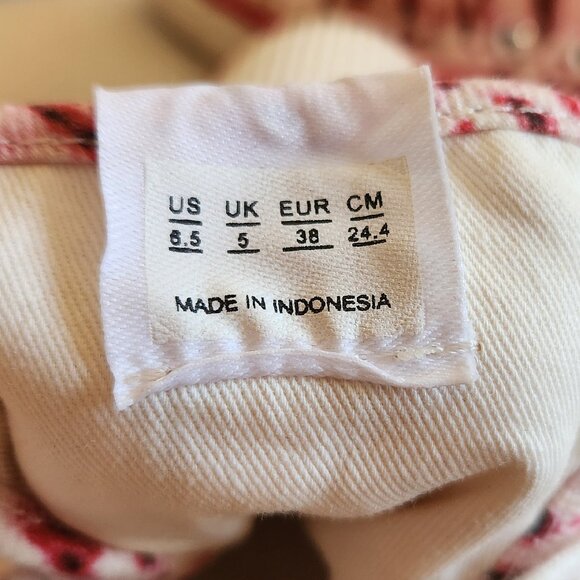 US UK EUR CM
6.5 5 38 24.4
MADE IN INDONESIA